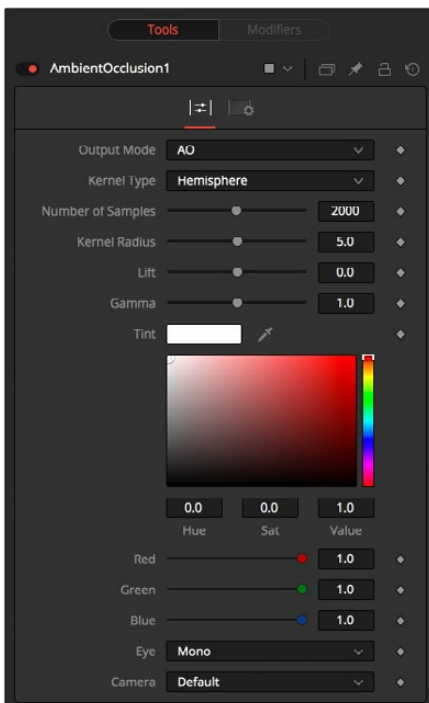 Tools Modifiers
AmbientOcclusion1
Output Mode AO
Kernel Type Hemisphere
Number of Samples 2000
Kernel Radius 5.0
Lift 0.0
Gamma 1.0
Tint
0.0 0.0 1.0
Hue Sat Value
Red 1.0
Green 1.0
Blue 1.0
Eye Mono
Camera Default